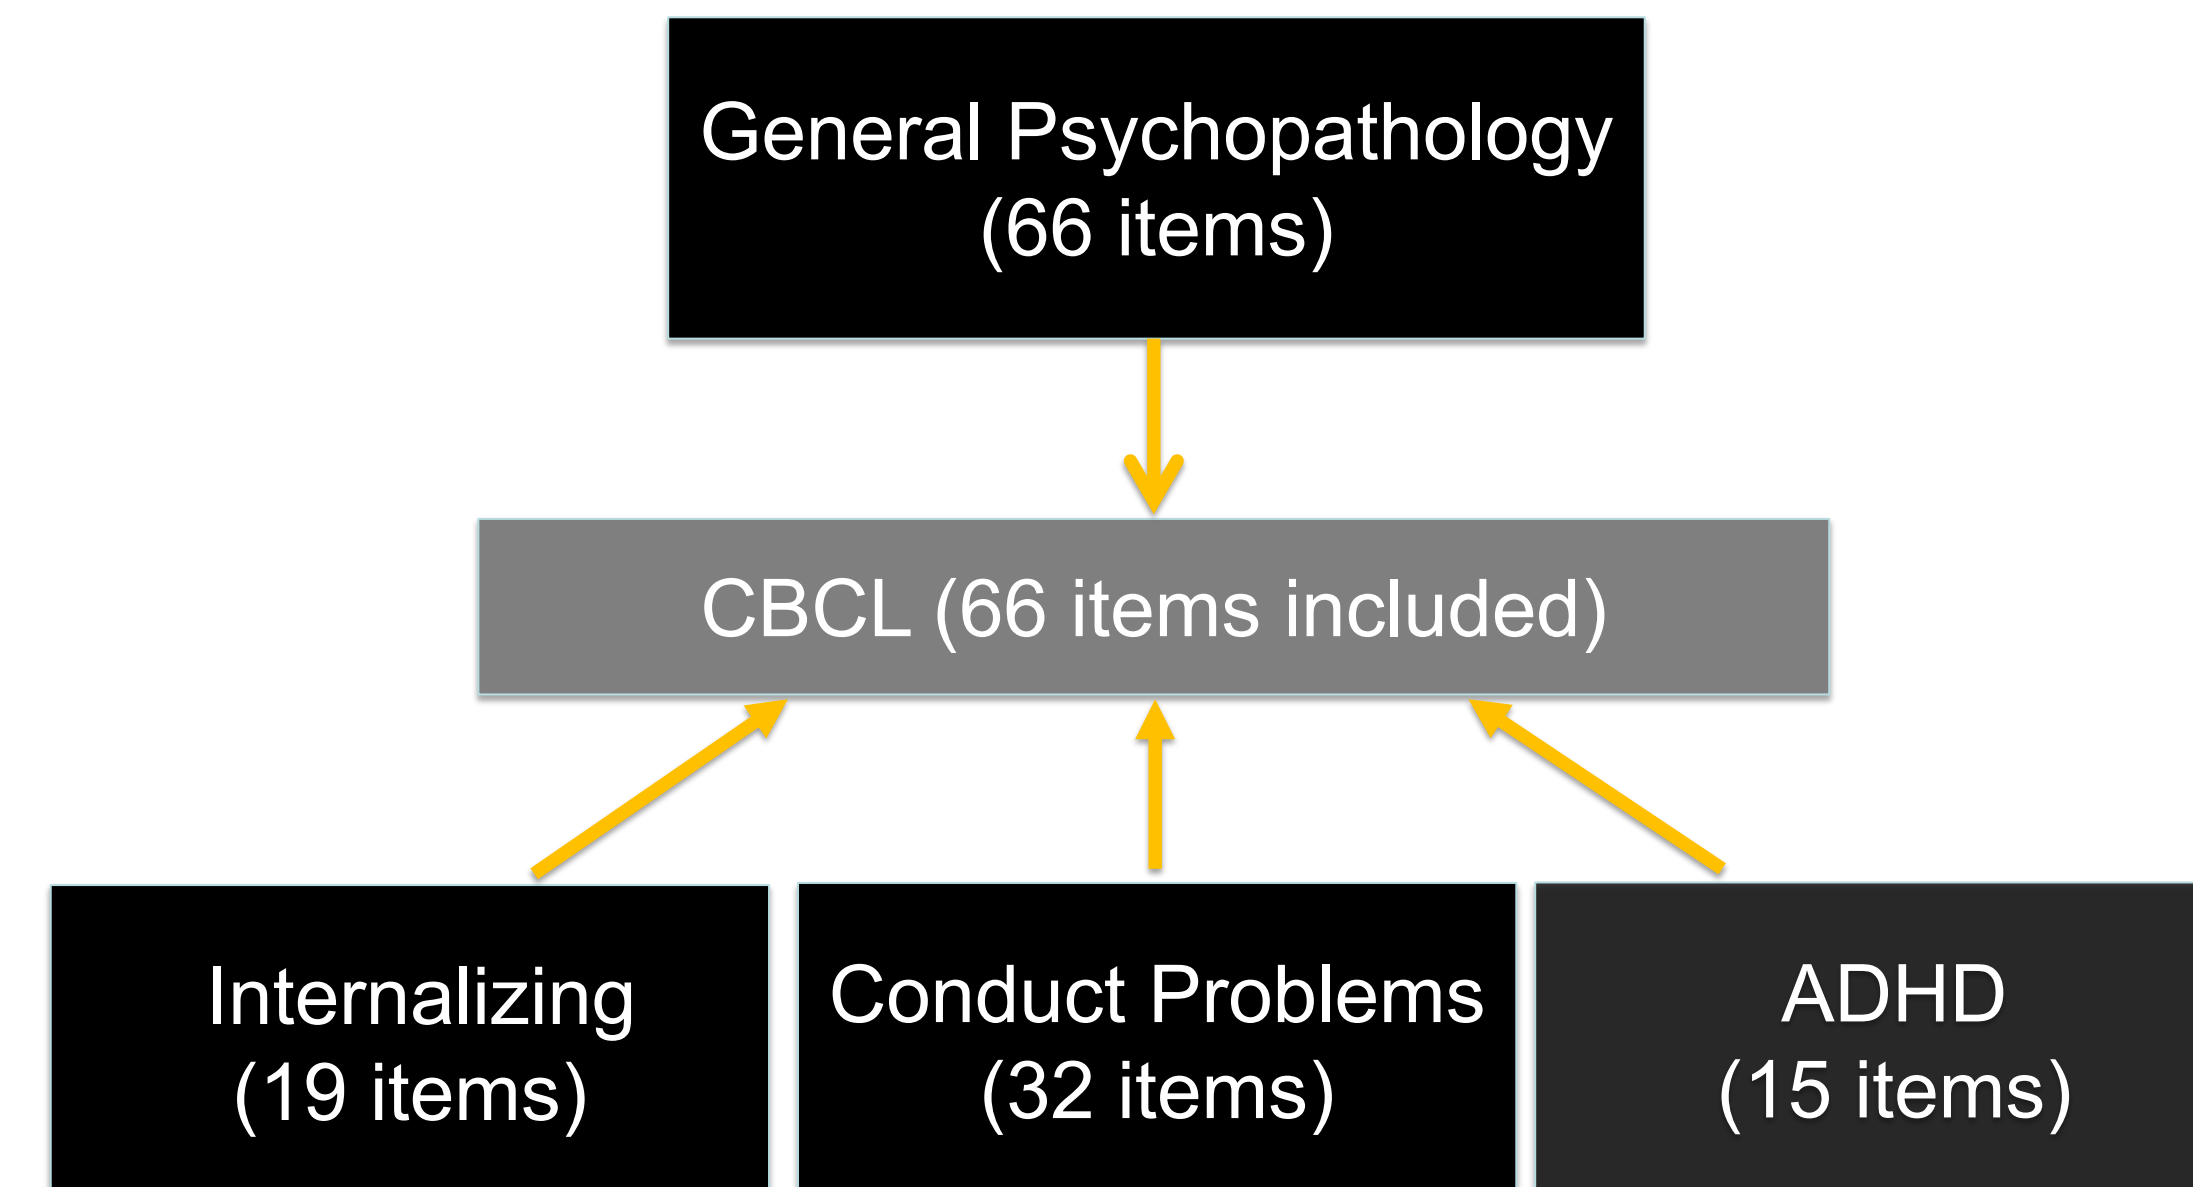 General Psychopathology
(66 items)
CBCL (66 items included)
Internalizing
(19 items)
Conduct Problems
(32 items)
ADHD
(15 items)